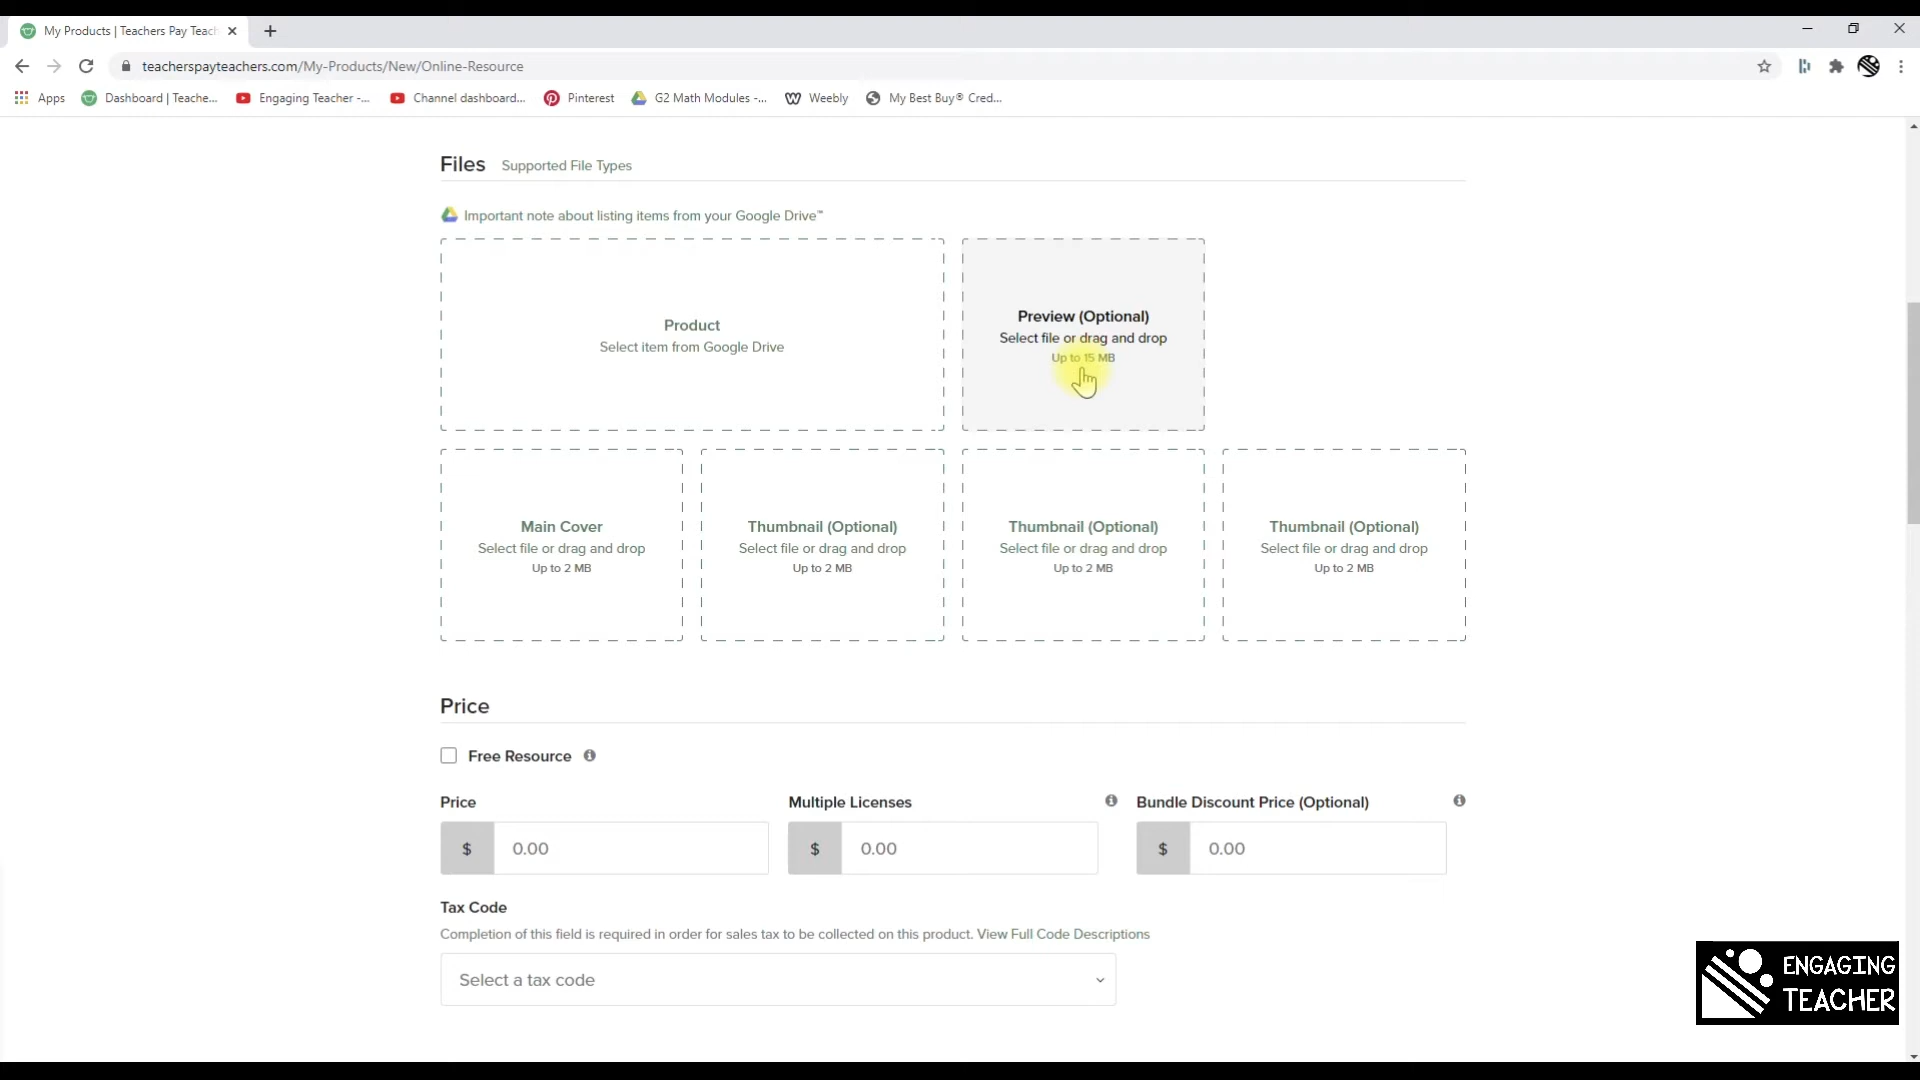 My Products | Teachers Pay Teach
teacherspayteachers.com/My-Products/New/Online-Resource
Apps Dashboard | Teache... Engaging Teacher -... Channel dashboard... Pinterest G2 Math Modules -... Weebly My Best Buy® Cred...
Files Supported File Types
Important note about listing items from your Google Drive™
Product
Select item from Google Drive
Preview (Optional)
Select file or drag and drop
Up to 15 MB
Main Cover
Select file or drag and drop
Up to 2 MB
Thumbnail (Optional)
Select file or drag and drop
Up to 2 MB
Thumbnail (Optional)
Select file or drag and drop
Up to 2 MB
Thumbnail (Optional)
Select file or drag and drop
Up to 2 MB
Price
Free Resource
Price
$ 0.00
Multiple Licenses
$ 0.00
Bundle Discount Price (Optional)
$ 0.00
Tax Code
Completion of this field is required in order for sales tax to be collected on this product. View Full Code Descriptions
Select a tax code
ENGAGING
TEACHER